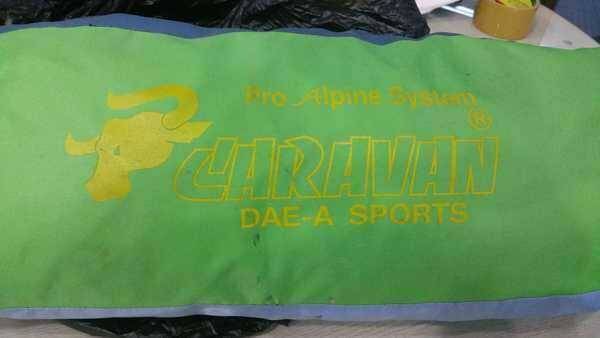 Pro Alpine System
CARAVAN®
DAE-A SPORTS